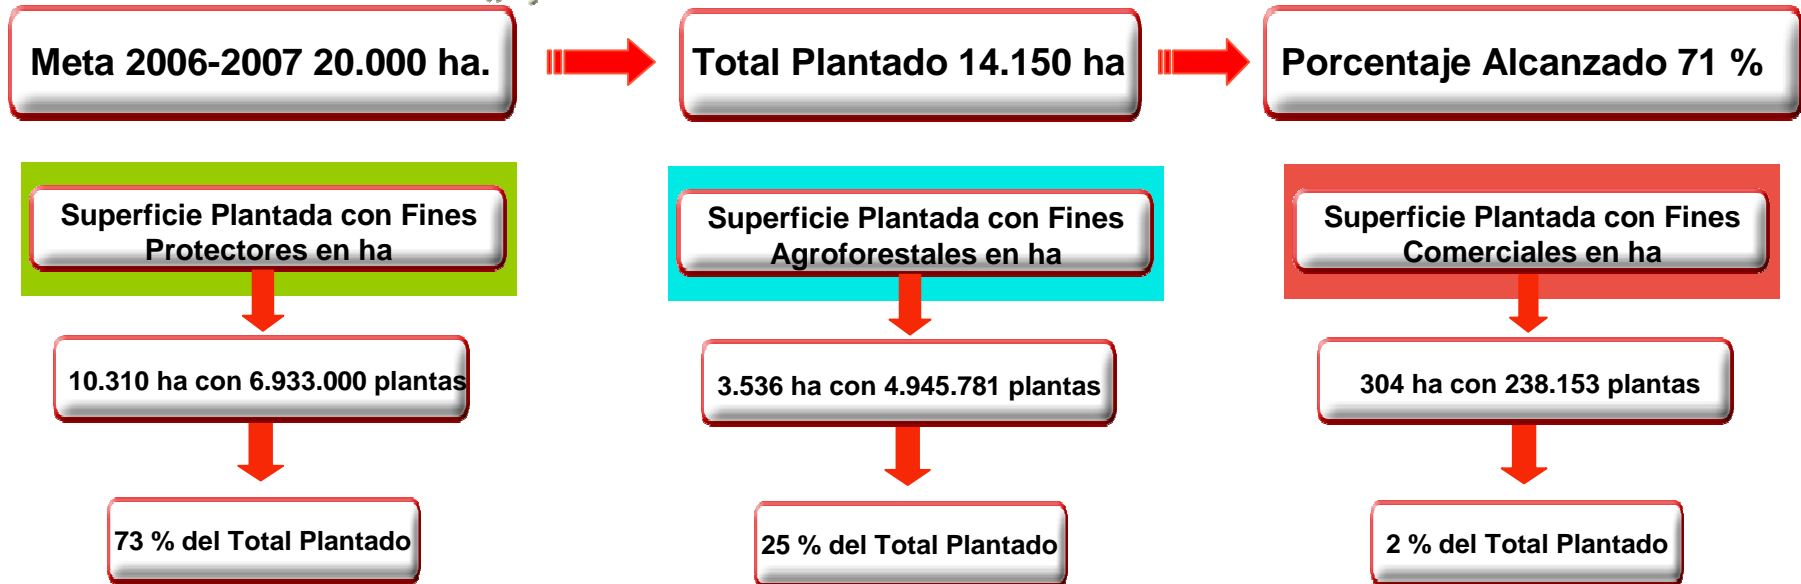 Meta 2006-2007 20.000 ha.
Total Plantado 14.150 ha
Porcentaje Alcanzado 71 %
Superficie Plantada con Fines
Protectores en ha
Superficie Plantada con Fines
Agroforestales en ha
Superficie Plantada con Fines
Comerciales en ha
10.310 ha con 6.933.000 plantas
3.536 ha con 4.945.781 plantas
304 ha con 238.153 plantas
73 % del Total Plantado
25 % del Total Plantado
2 % del Total Plantado